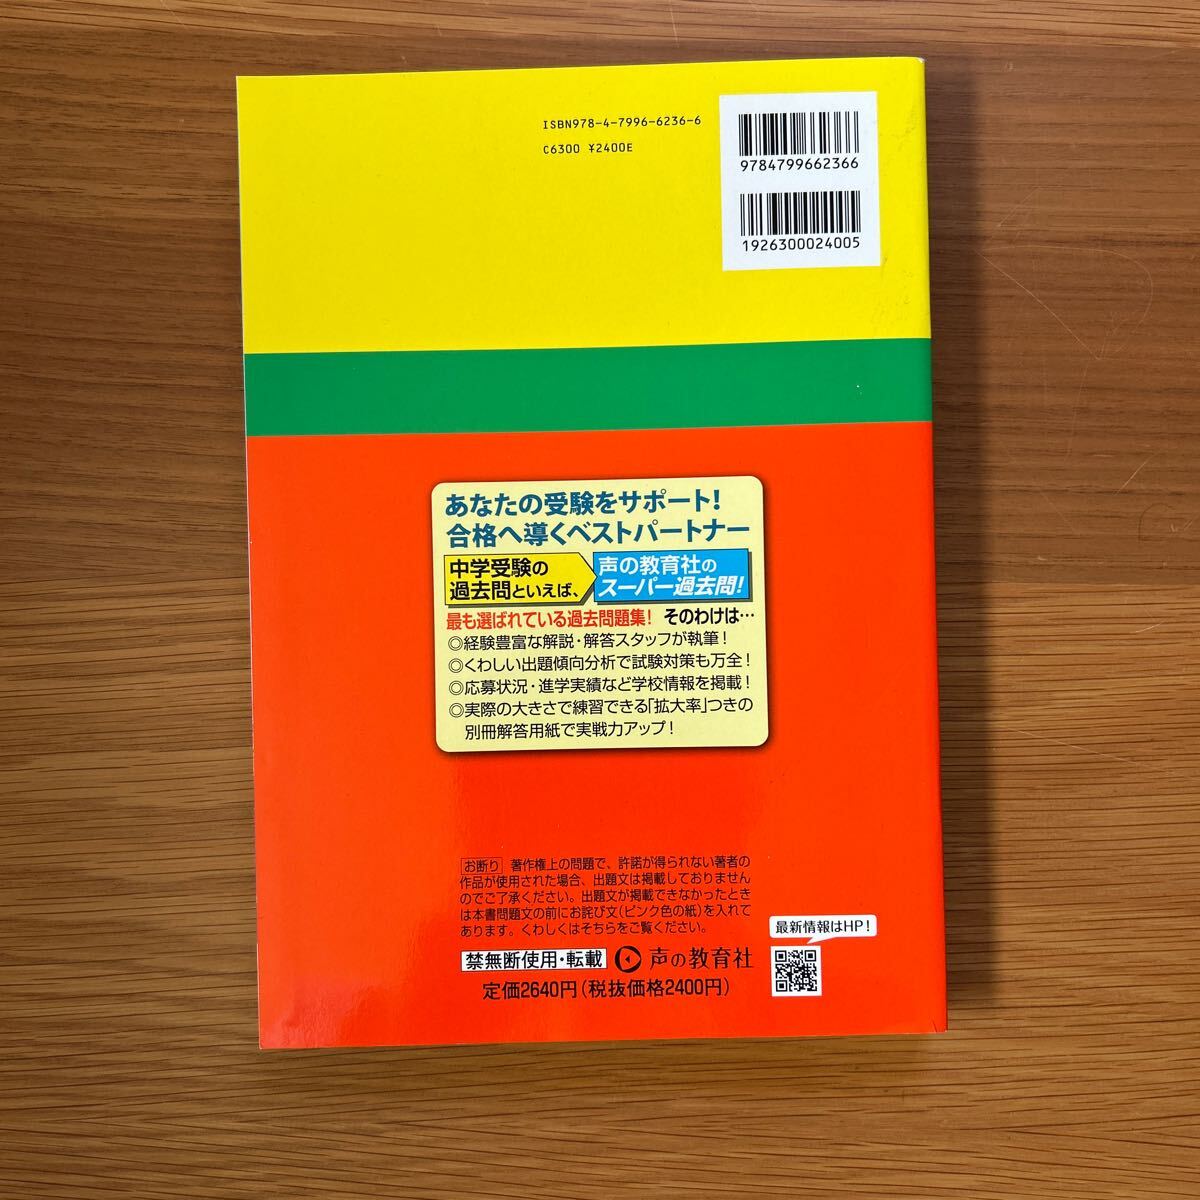 ISBN978-4-7996-6236-6
C6300 ¥2400E
9784799662366
1926300024005
あなたの受験をサポート!
合格へ導くベストパートナー
中学受験の
過去問といえば、
声の教育社の
スーパー過去問!
最も選ばれている過去問題集! そのわけは…
◎経験豊富な解説・解答スタッフが執筆!
◎くわしい出題傾向分析で試験対策も万全!
◎応募状況・進学実績など学校情報を掲載!
◎実際の大きさで練習できる「拡大率」つきの
別冊解答用紙で実戦力アップ!
お断り 著作権上の問題で、許諾が得られない著者の
作品が使用された場合、出題文は掲載しておりません
のでご了承ください。出題文が掲載できなかったときは
は本書問題文の前にお詫び文(ピンク色の紙)を入れて
あります。くわしくはそちらをご覧ください。
最新情報はHP!
禁無断使用・転載 声の教育社
定価2640円(税抜価格2400円)